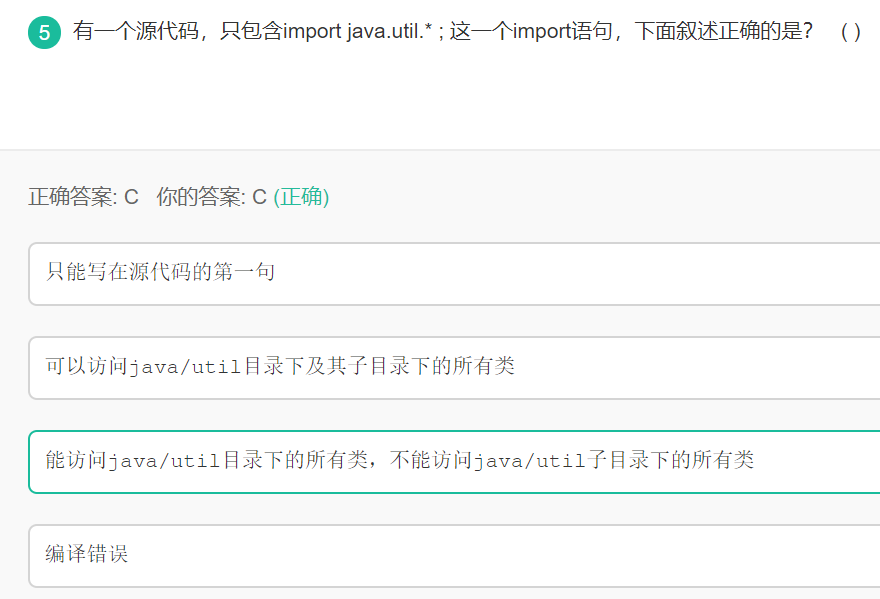 5 有一个源代码，只包含import java.util.* ; 这一个import语句，下面叙述正确的是？ ( )
正确答案: C 你的答案: C (正确)
只能写在源代码的第一句
可以访问java/util目录下及其子目录下的所有类
能访问java/util目录下的所有类，不能访问java/util子目录下的所有类
编译错误